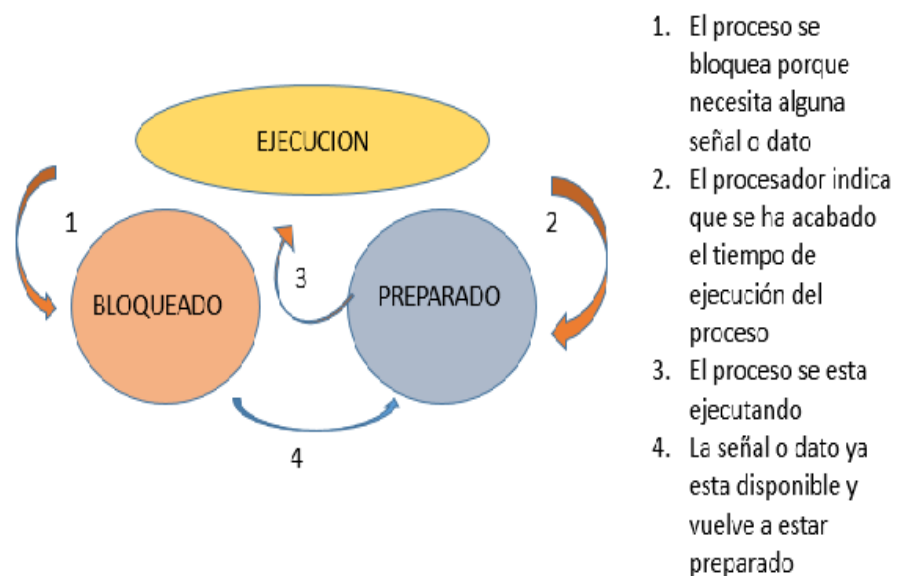 EJECUCION
1
2
3
BLOQUEADO
PREPARADO
4
1. El proceso se
bloquea porque
necesita alguna
señal o dato
2. El procesador indica
que se ha acabado
el tiempo de
ejecución del
proceso
3. El proceso se esta
ejecutando
4. La señal o dato ya
esta disponible y
vuelve a estar
preparado